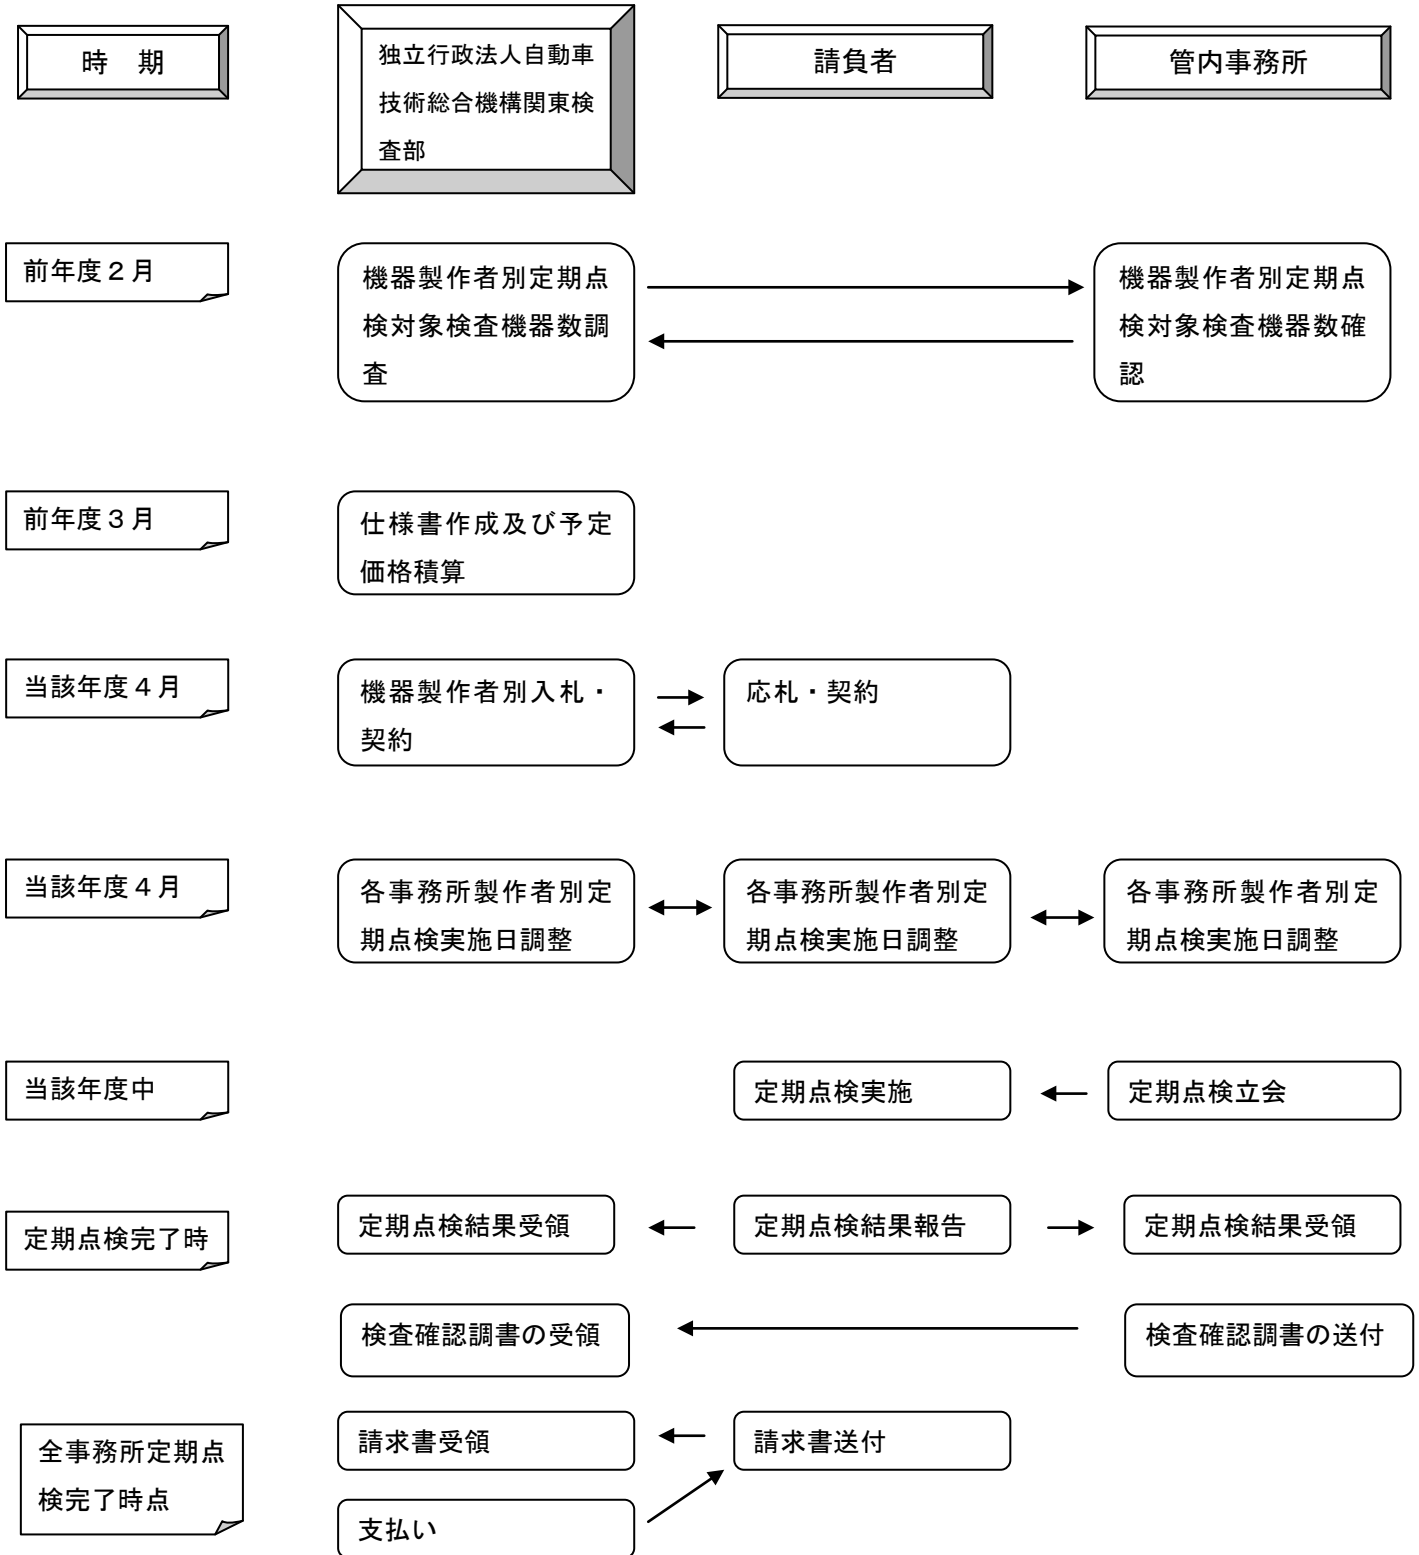 時　期
独立行政法人自動車
技術総合機構関東検
査部
請負者
管内事務所
前年度２月
機器製作者別定期点
検対象検査機器数調
査
機器製作者別定期点
検対象検査機器数確
認
前年度３月
仕様書作成及び予定
価格積算
当該年度４月
機器製作者別入札・
契約
応札・契約
当該年度４月
各事務所製作者別定
期点検実施日調整
各事務所製作者別定
期点検実施日調整
各事務所製作者別定
期点検実施日調整
当該年度中
定期点検実施
定期点検立会
定期点検完了時
定期点検結果受領
定期点検結果報告
定期点検結果受領
検査確認調書の受領
検査確認調書の送付
全事務所定期点
検完了時点
請求書受領
請求書送付
支払い